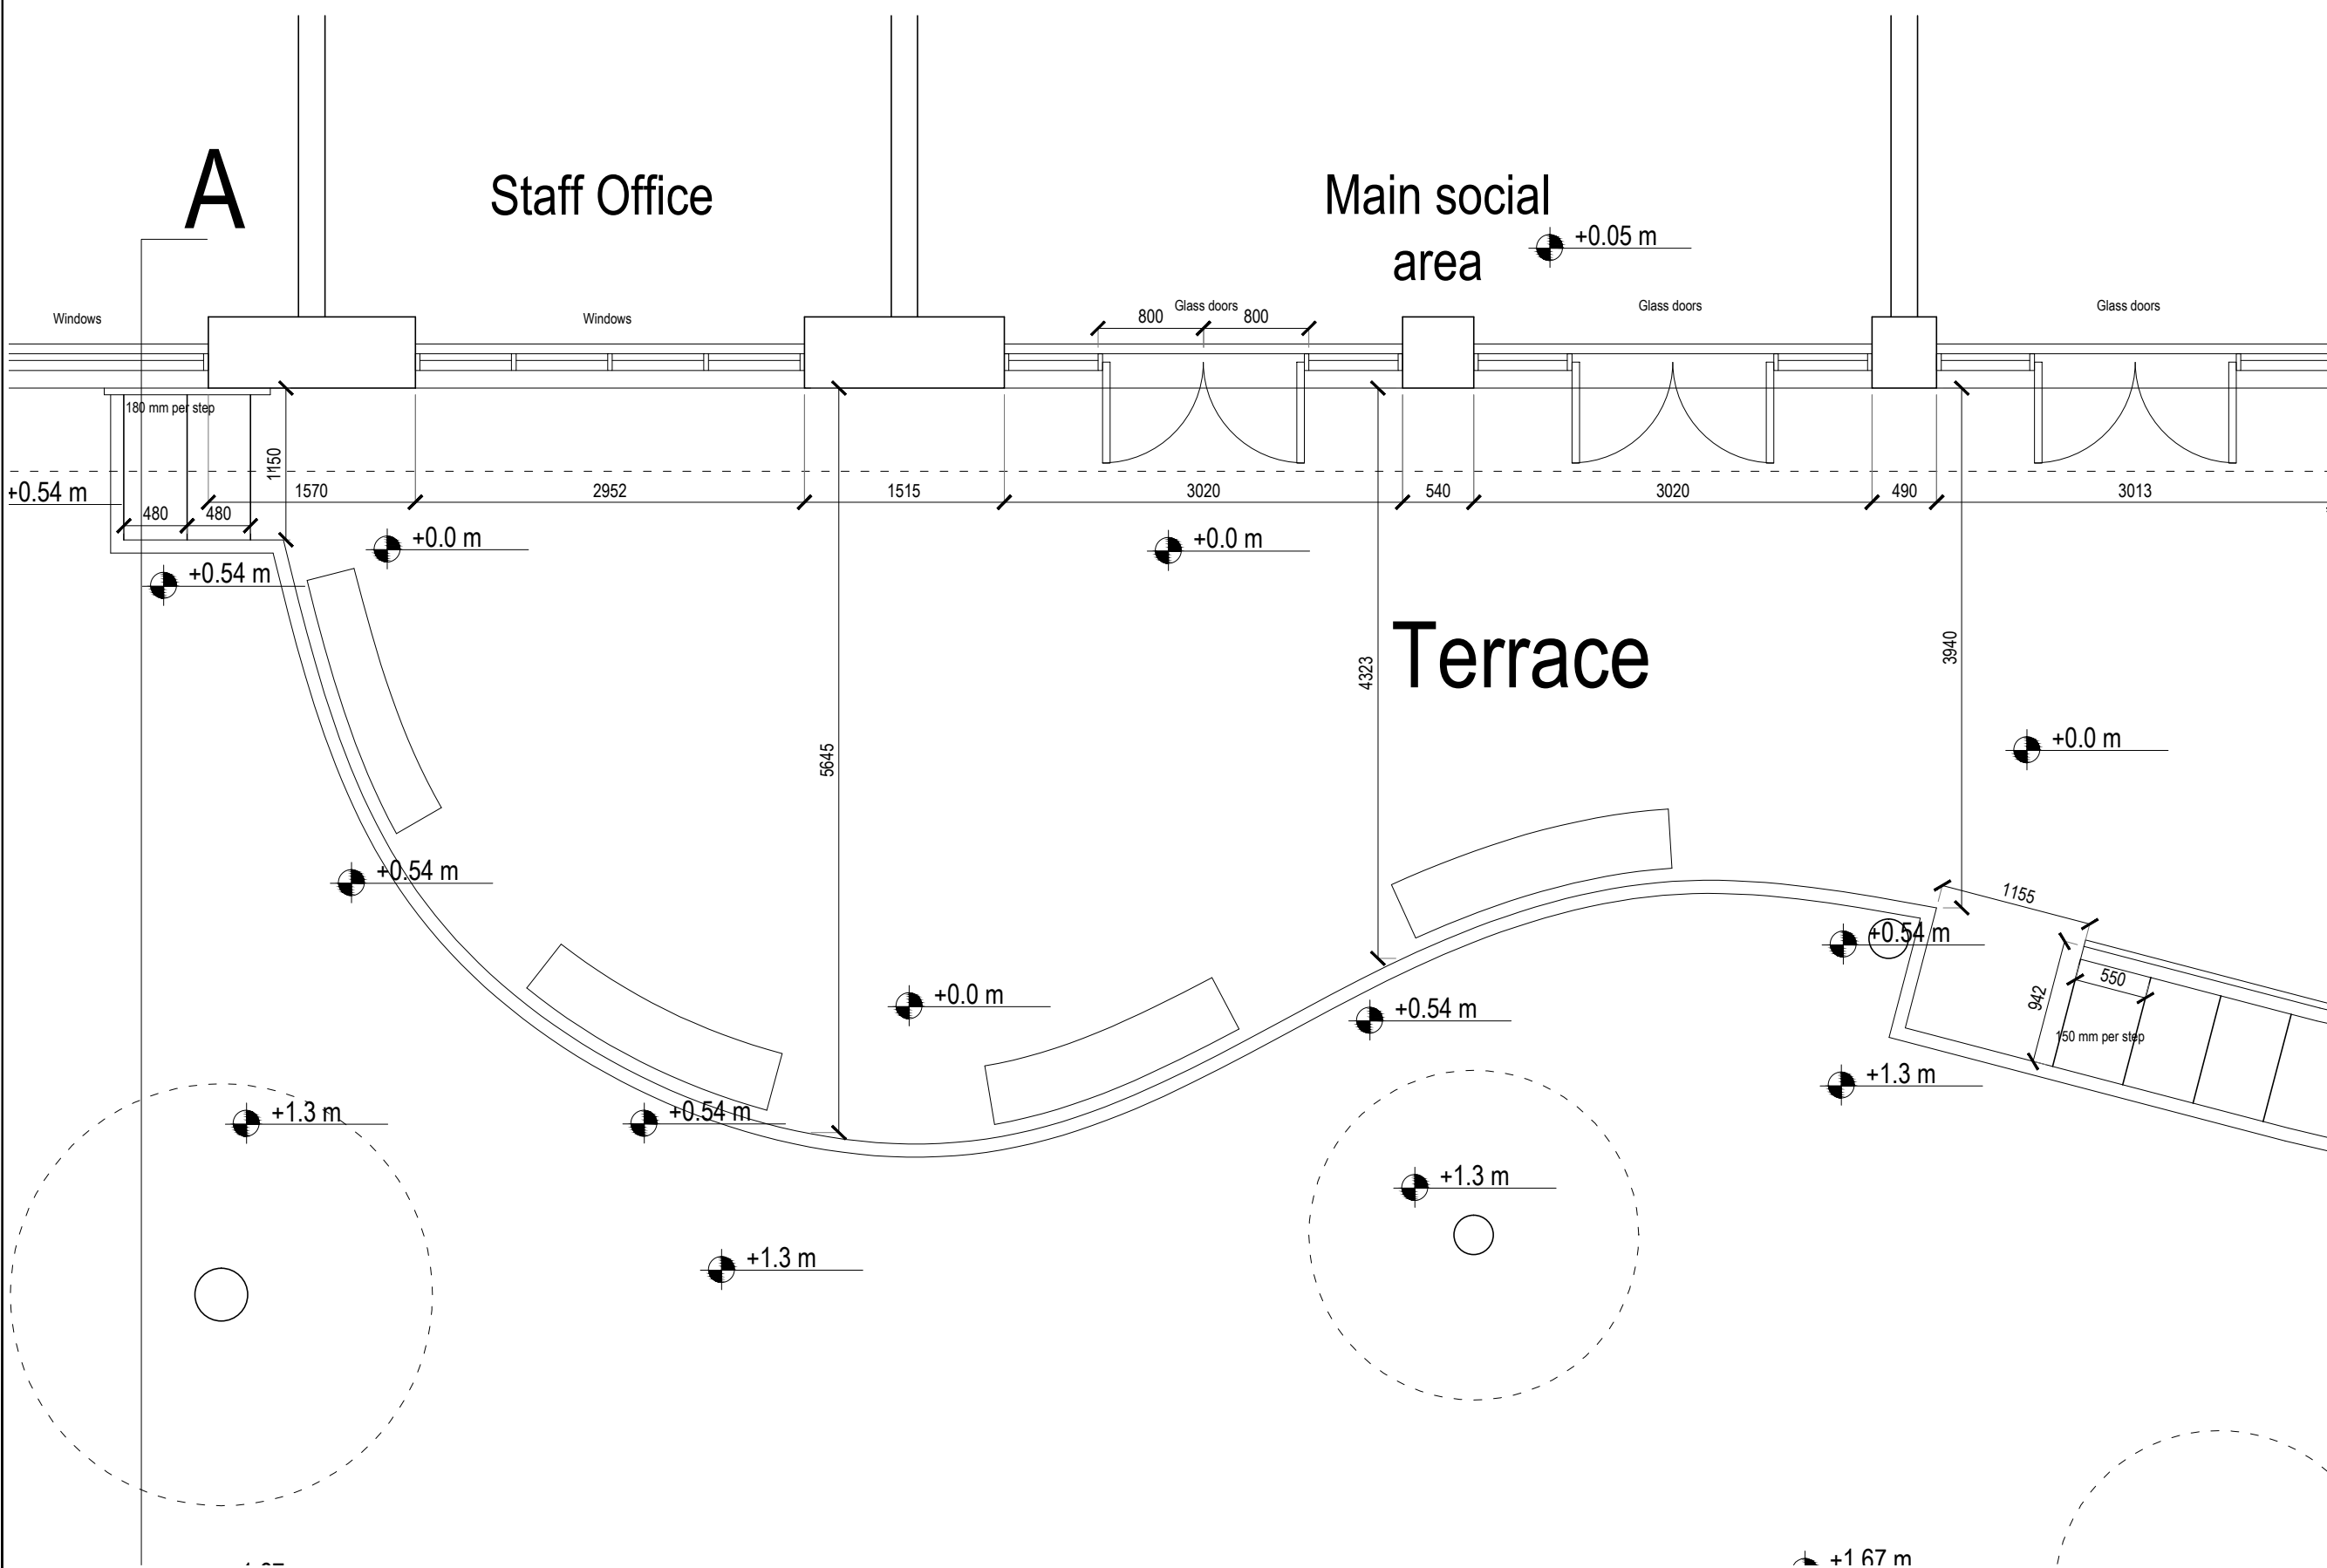 A
Staff Office
Main social
area
+0.05 m
Windows
Windows
Glass doors
800
800
Glass doors
Glass doors
180 mm per step
1150
+0.54 m
480
480
1570
2952
1515
3020
540
3020
490
3013
+0.0 m
+0.0 m
+0.54 m
Terrace
4323
3940
5645
+0.0 m
+0.54 m
1155
+0.54 m
550
942
150 mm per step
+0.0 m
+0.54 m
+1.3 m
+1.3 m
+0.54 m
+1.3 m
+1.3 m
+1.67 m